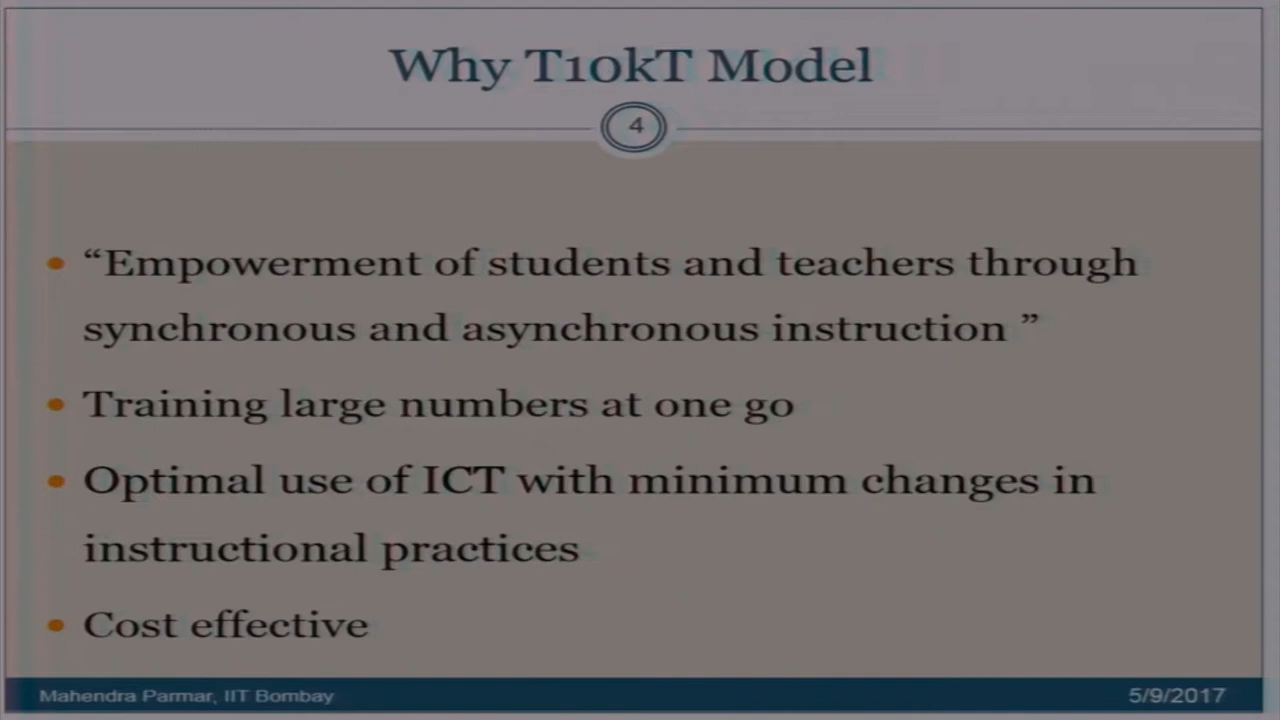 Why T10kT Model
4
“Empowerment of students and teachers through
synchronous and asynchronous instruction ”
Training large numbers at one go
Optimal use of ICT with minimum changes in
instructional practices
Cost effective
Mahendra Parmar, IIT Bombay
5/9/2017